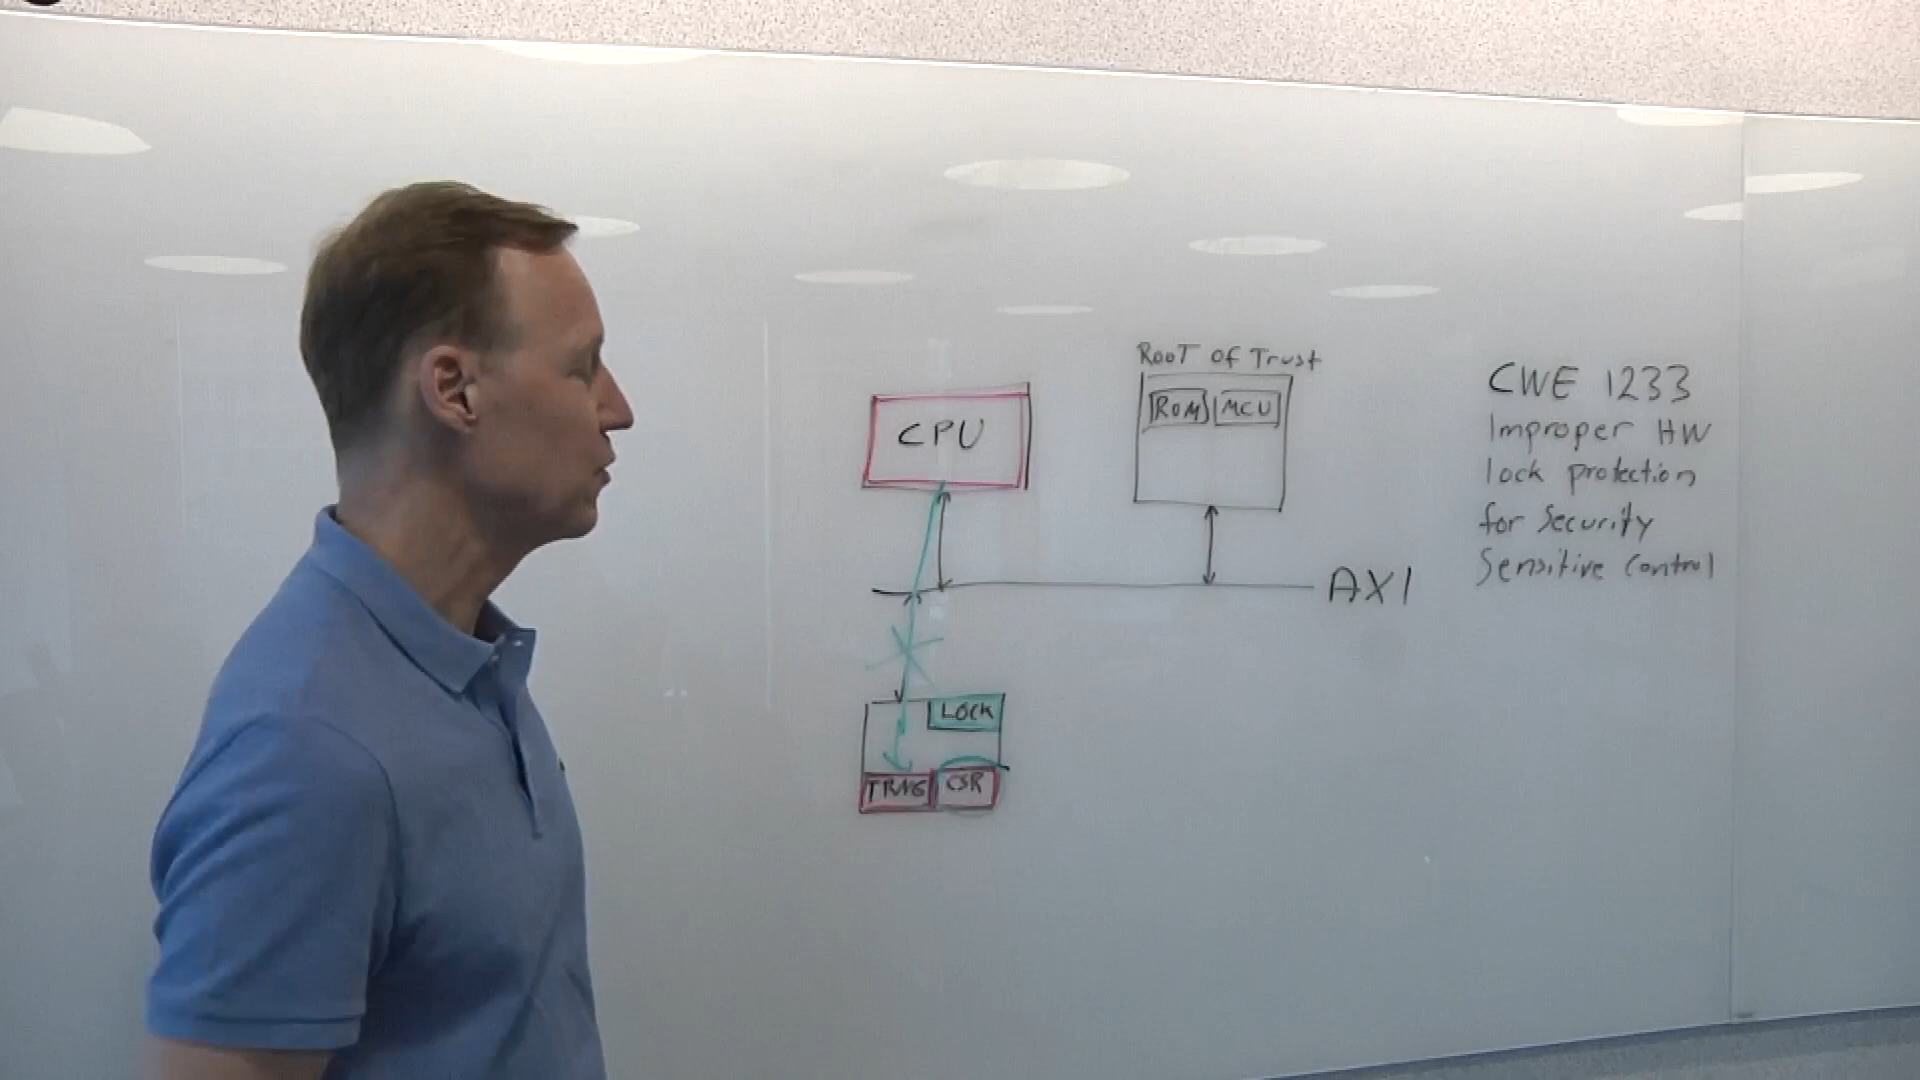 Root of Trust
ROM MCU
CPU
CWE 1233
Improper HW
lock protection
for Security
Sensitive Control
AXI
LOCK
TRNG CSR